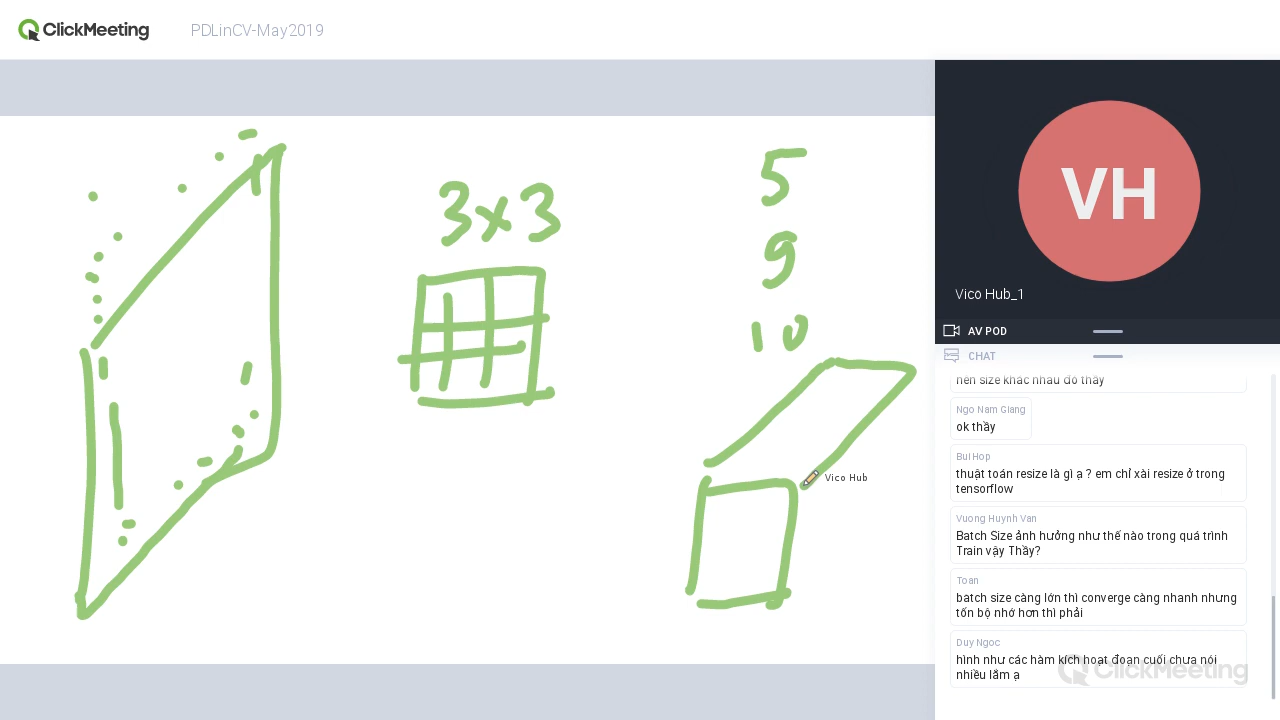 ClickMeeting
PDLinCV-May2019
3x3
5
9
10
Vico Hub
VH
Vico Hub_1
AV POD
CHAT
nên size khác nhau đó thầy
Ngo Nam Giang
ok thầy
Bui Hop
thuật toán resize là gì ạ ? em chỉ xài resize ở trong
tensorflow
Vuong Huynh Van
Batch Size ảnh hưởng như thế nào trong quá trình
Train vậy Thầy?
Toan
batch size càng lớn thì converge càng nhanh nhưng
tốn bộ nhớ hơn thì phải
Duy Ngoc
hình như các hàm kích hoạt đoạn cuối chưa nói
nhiều lắm ạ
ClickMeeting